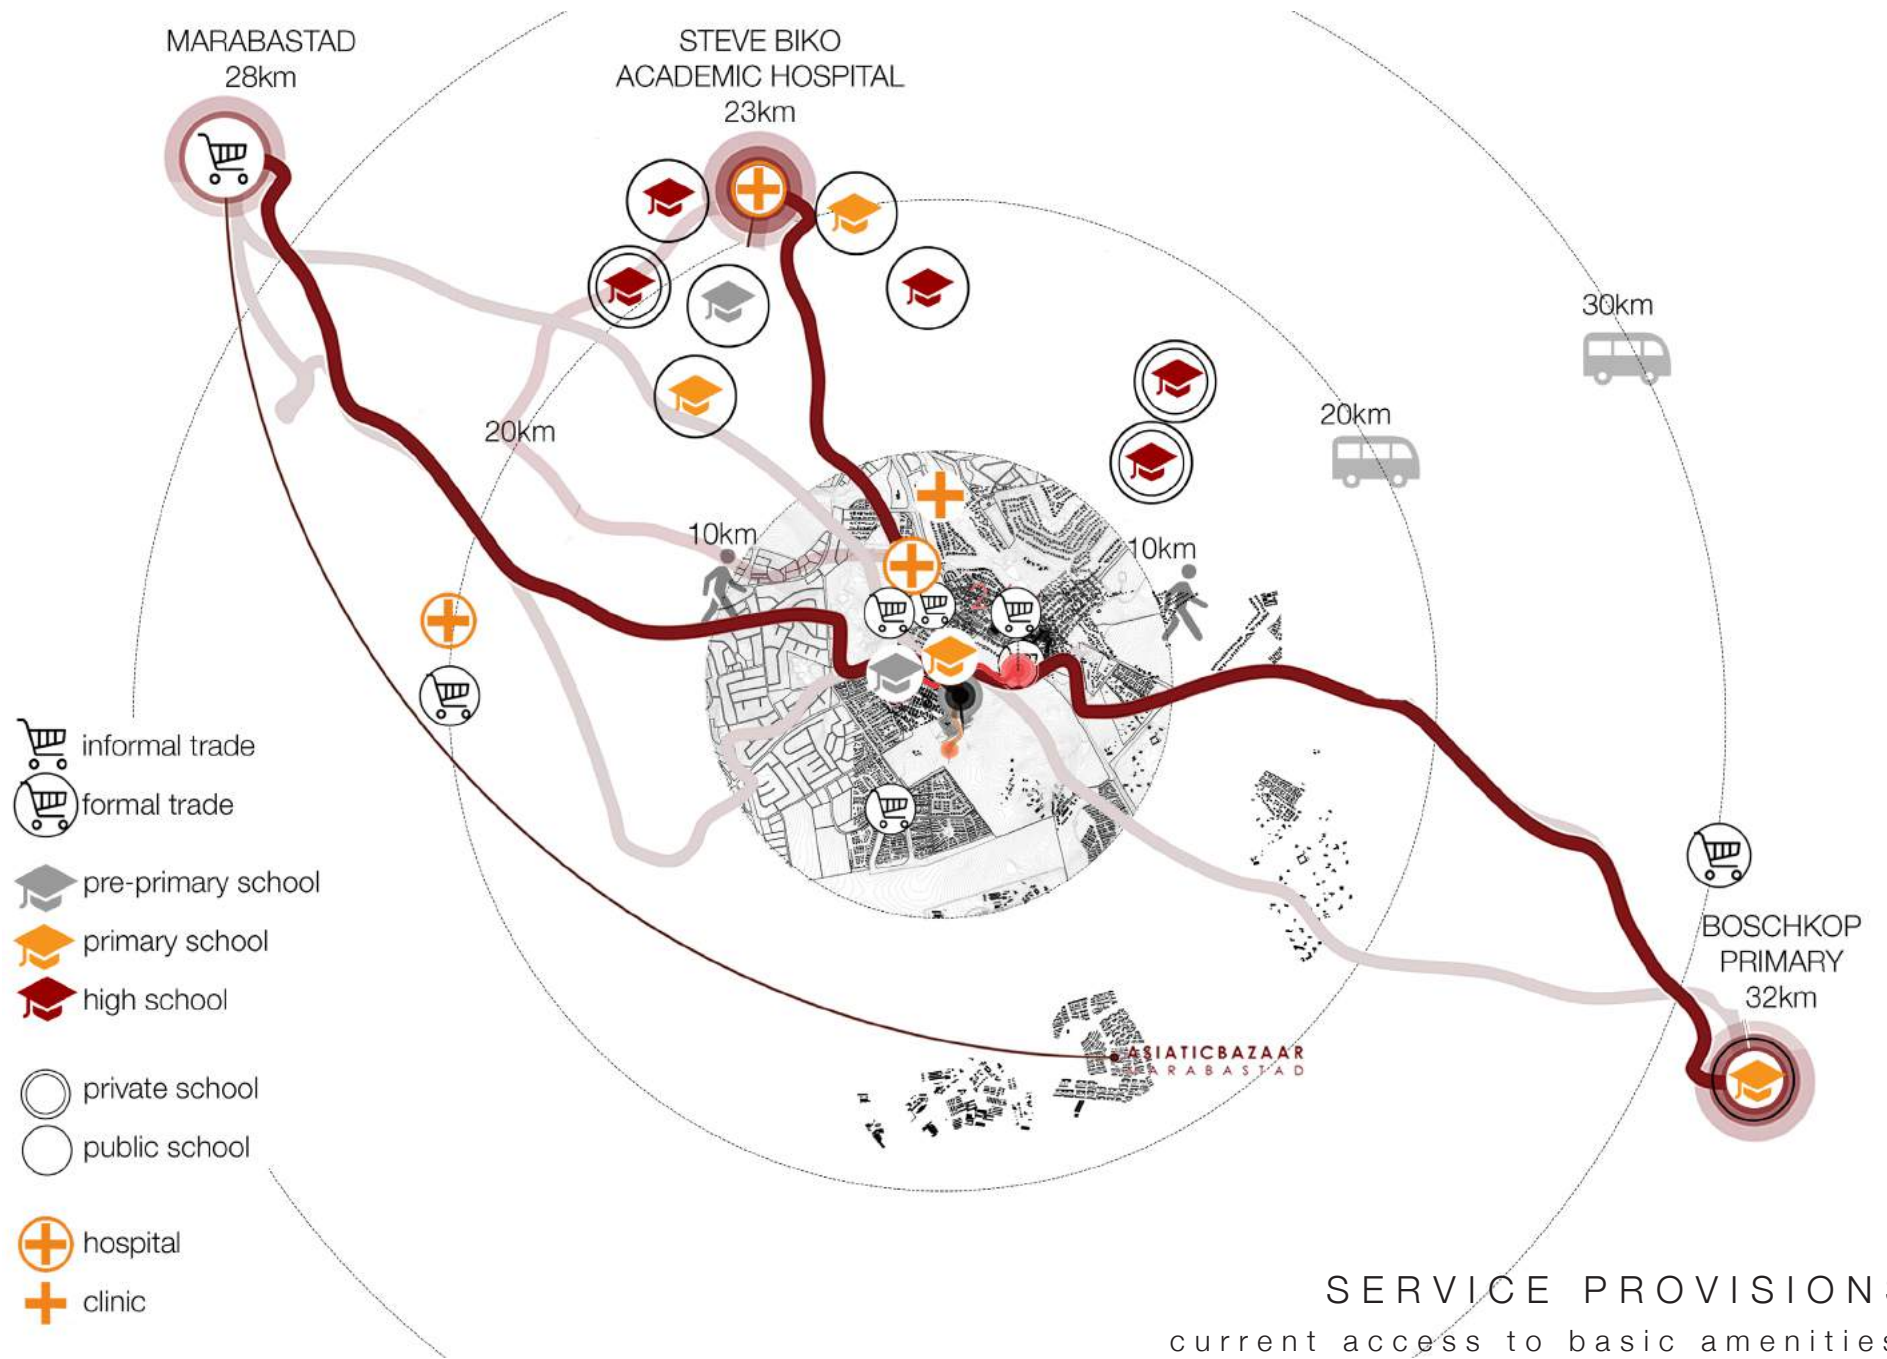 MARABASTAD
28km
STEVE BIKO
ACADEMIC HOSPITAL
23km
30km
20km
20km
10km
10km
informal trade
formal trade
pre-primary school
primary school
high school
private school
public school
hospital
clinic
BOSCHKOP
PRIMARY
32km
ASIATICBAZAAR
MARABASTAD
SERVICE PROVISIONS
current access to basic amenities